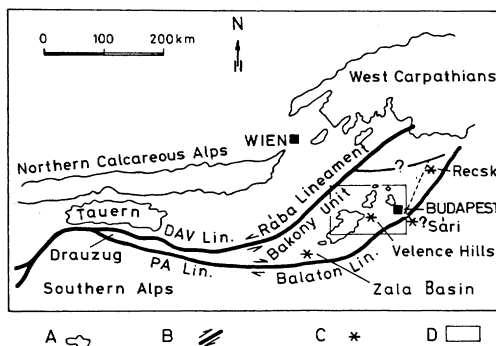 N
H
0 100 200 km
West Carpathians
WIEN
Northern Calcareous Alps
Rába Lineament
?
Recsk
Bakony Unit
BUDAPEST
Tauern
?
Sári
DAV Lin.
Velence Hills
Drauzug
PA Lin.
Balaton Lin.
Zala Basin
Southern Alps
A B C D